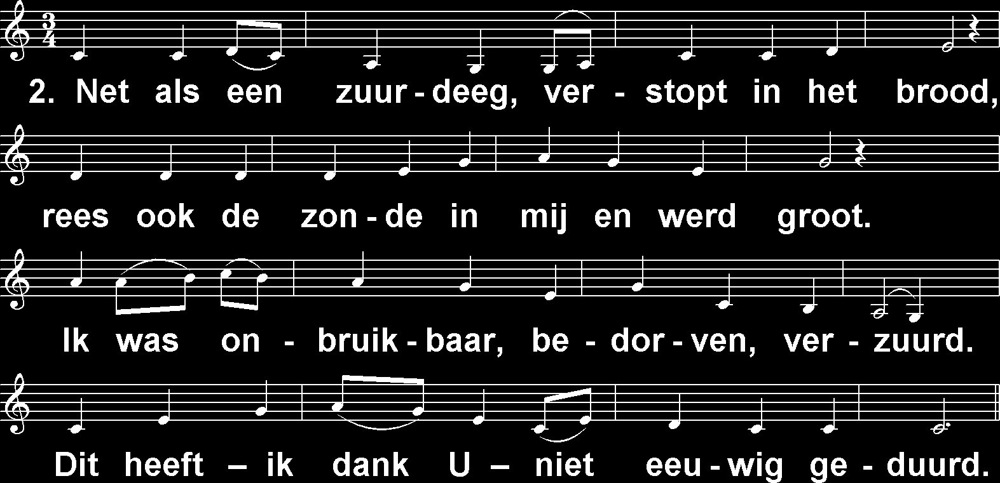 3
4
2. Net als een zuur - deeg, ver - stopt in het brood,
rees ook de zon - de in mij en werd groot.
Ik was on - bruik - baar, be - dor - ven, ver - zuurd.
Dit heeft – ik dank U – niet eeu - wig ge - duurd.